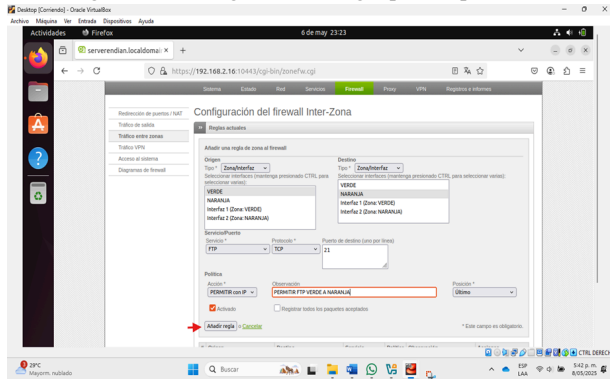 Desktop [Corriendo] - Oracle VirtualBox
Archivo Máquina Ver Entrada Dispositivos Ayuda
Actividades Firefox 6 de may 23:23
serverendian.localdomai
https://192.168.2.16:10443/cgi-bin/zonefw.cgi
Sistema Estado Red Servicios Firewall Proxy VPN Registros e informes
Redirección de puertos / NAT
Tráfico de salida
Tráfico entre zonas
Tráfico VPN
Acceso al sistema
Diagramas de firewall
Configuración del firewall Inter-Zona
Reglas actuales
Añadir una regla de zona al firewall
Origen Destino
Tipo * Zona/Interfaz Tipo * Zona/Interfaz
Seleccionar interfaces (mantenga presionado CTRL para seleccionar varias):
Seleccionar interfaces (mantenga presionado CTRL para seleccionar varias):
VERDE
NARANJA
Interfaz 1 (Zona: VERDE)
Interfaz 2 (Zona: NARANJA)
VERDE
NARANJA
Interfaz 1 (Zona: VERDE)
Interfaz 2 (Zona: NARANJA)
Servicio/Puerto
Servicio * Protocolo * Puerto de destino (uno por línea)
FTP TCP 21
Política
Acción * Observación Posición *
PERMITIR con IP PERMITIR FTP VERDE A NARANJA Último
Activado Registrar todos los paquetes aceptados
Añadir regla o Cancelar * Este campo es obligatorio.
CTRL DERECH
29°C
Mayorm. nublado
Buscar
ESP
LAA
5:42 p. m.
6/05/2025